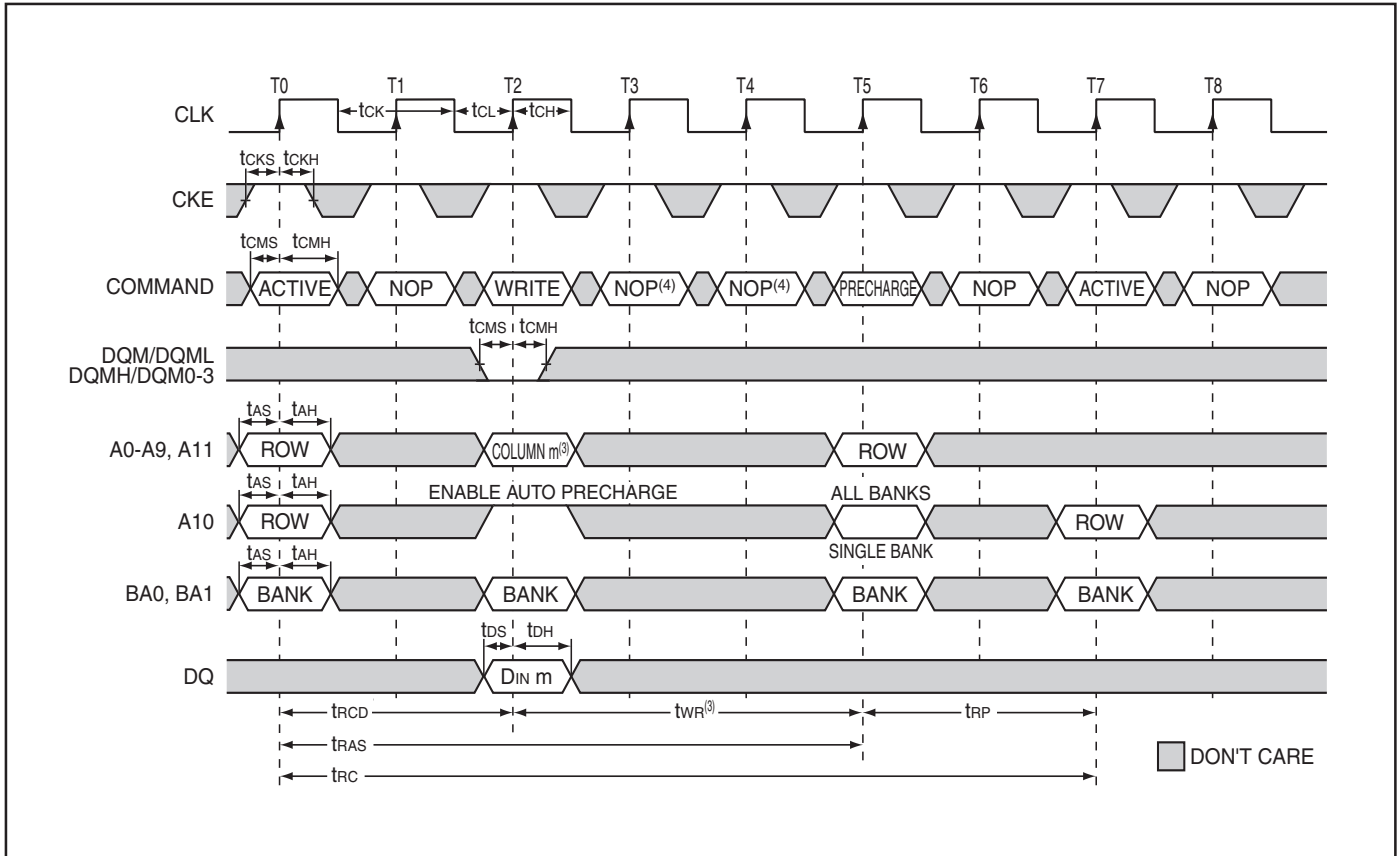 T0 T1 T2 T3 T4 T5 T6 T7 T8
CLK
tCK tCL tCH
tCKS tCKH
CKE
tCMS tCMH
COMMAND ACTIVE NOP WRITE NOP(4) NOP(4) PRECHARGE NOP ACTIVE NOP
tCMS tCMH
DQM/DQML
DQMH/DQM0-3
tAS tAH
A0-A9, A11 ROW COLUMN m(3) ROW
tAS tAH ENABLE AUTO PRECHARGE ALL BANKS
A10 ROW ROW
tAS tAH SINGLE BANK
BA0, BA1 BANK BANK BANK BANK
tDS tDH
DQ DIN m
tRCD tWR(3) tRP
tRAS
tRC
DON'T CARE